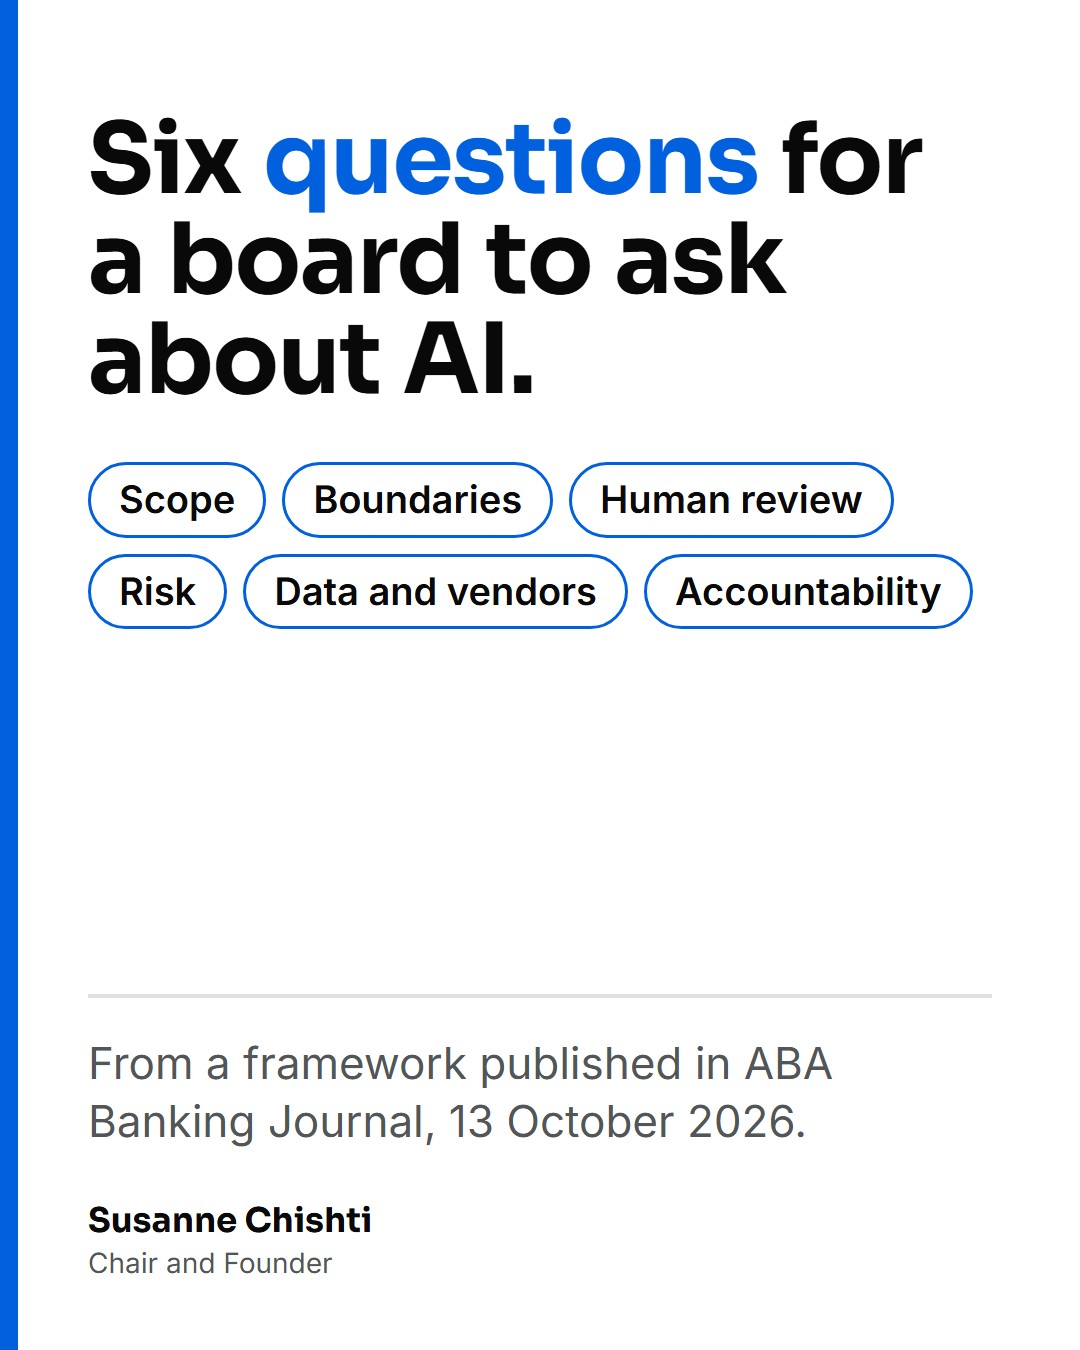 Six questions for
a board to ask
about AI.
Scope Boundaries Human review
Risk Data and vendors Accountability
From a framework published in ABA
Banking Journal, 13 October 2026.
Susanne Chishti
Chair and Founder